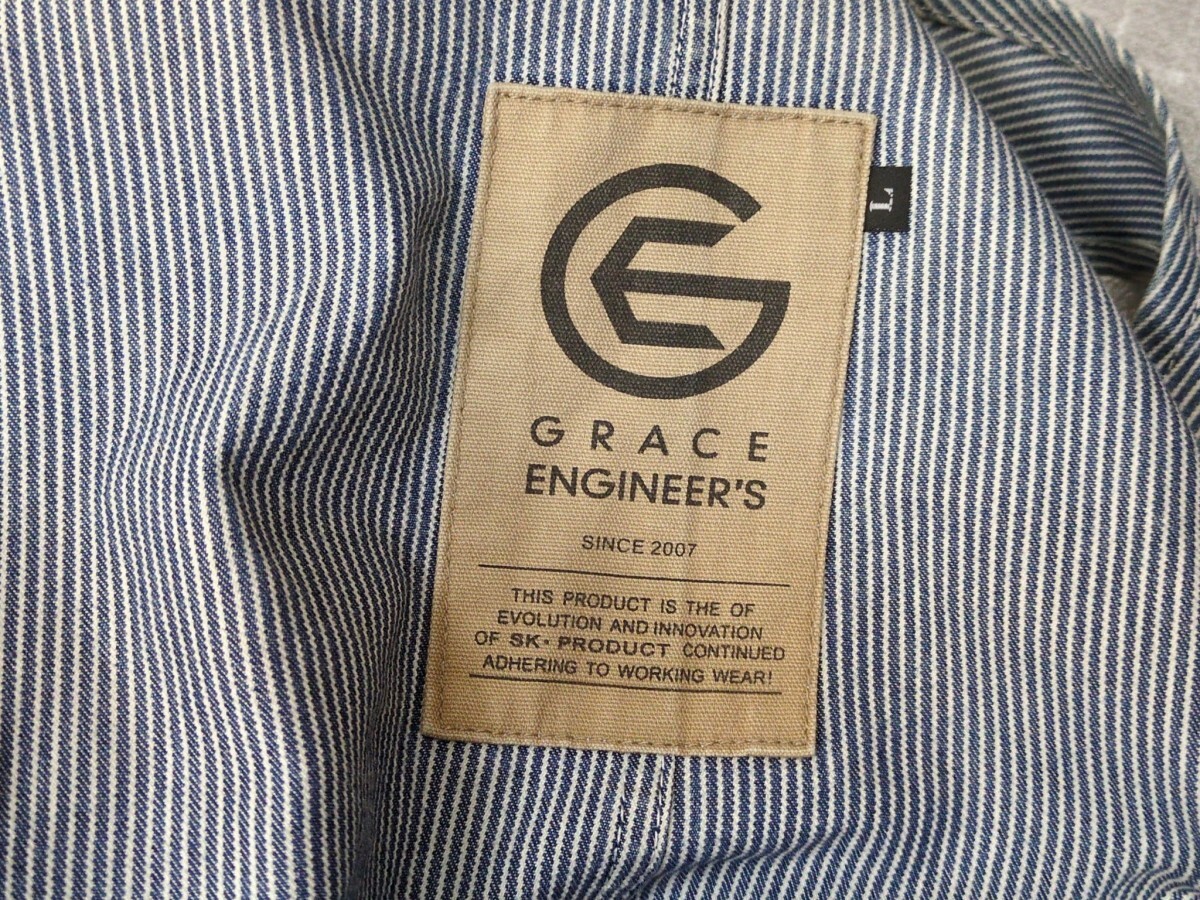 GE
L
GRACE
ENGINEER'S
SINCE 2007
THIS PRODUCT IS THE OF
EVOLUTION AND INNOVATION
OF SK-PRODUCT CONTINUED
ADHERING TO WORKING WEAR!